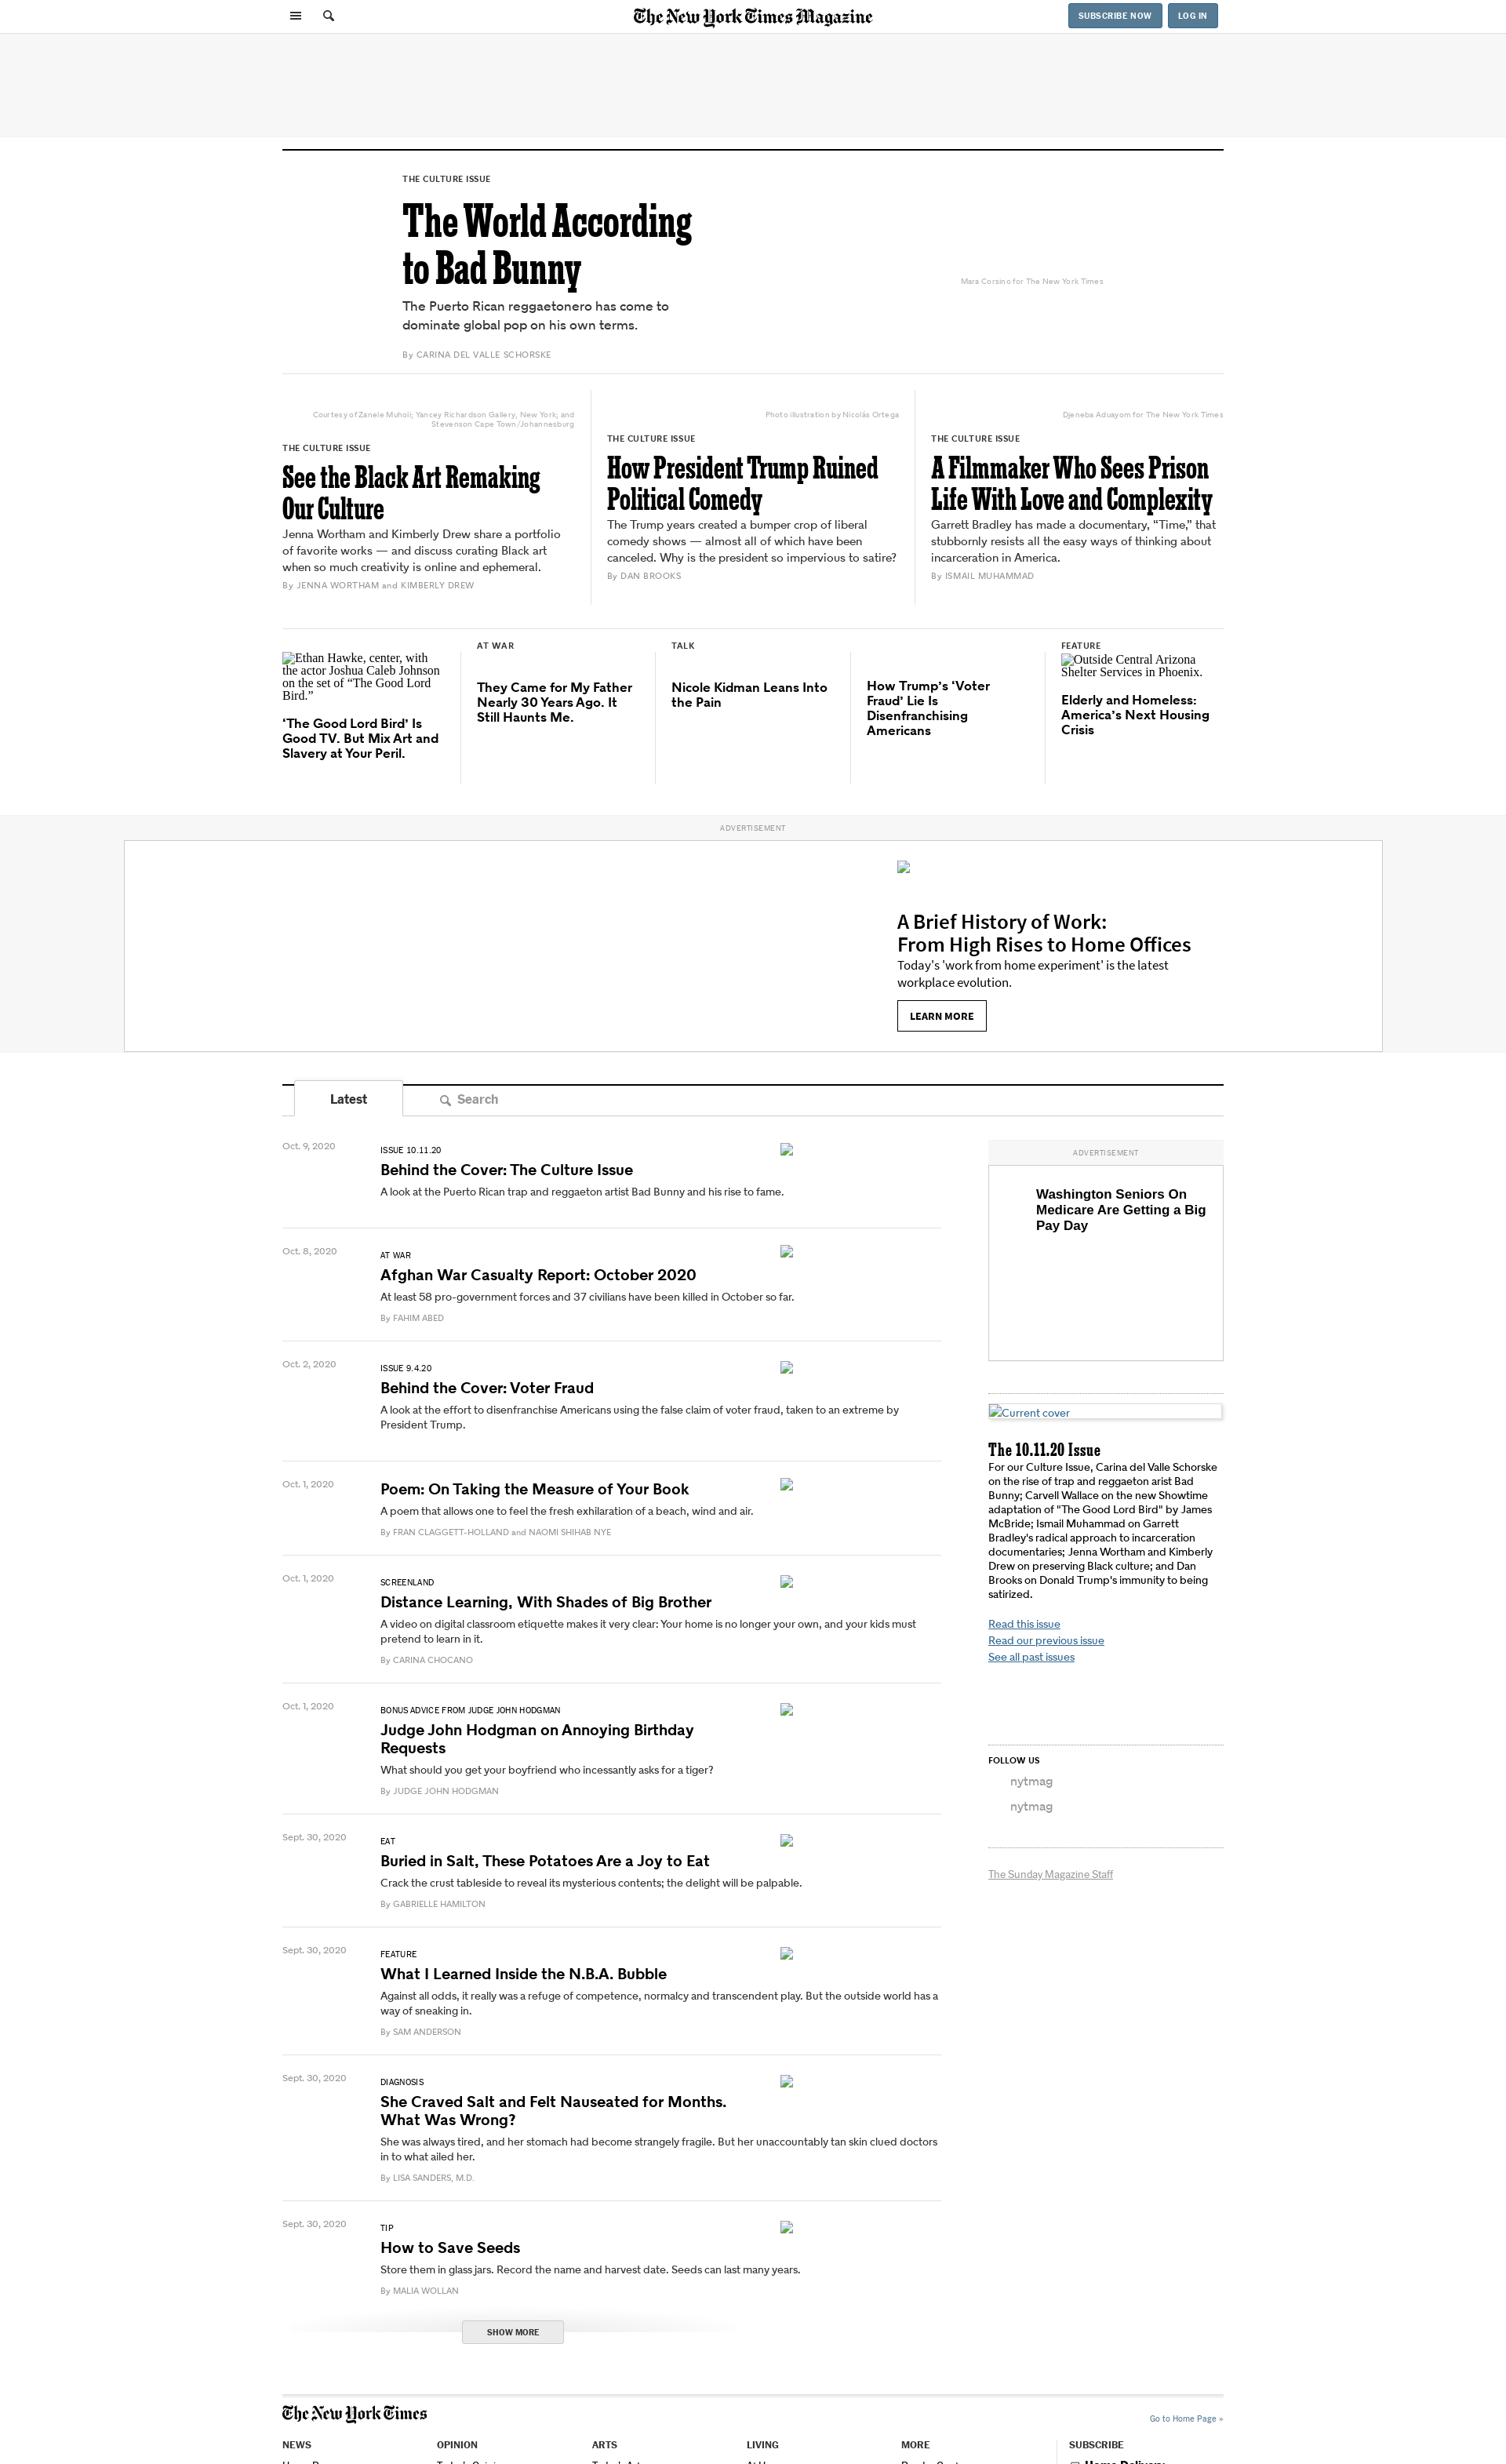 The New York Times Magazine
SUBSCRIBE NOW
LOG IN
THE CULTURE ISSUE
The World According
to Bad Bunny
The Puerto Rican reggaetonero has come to
dominate global pop on his own terms.
By CARINA DEL VALLE SCHORSKE
Mara Corsino for The New York Times
Courtesy of Zanele Muholi; Yancey Richardson Gallery, New York; and
Stevenson Cape Town/Johannesburg
THE CULTURE ISSUE
See the Black Art Remaking
Our Culture
Jenna Wortham and Kimberly Drew share a portfolio
of favorite works — and discuss curating Black art
when so much creativity is online and ephemeral.
By JENNA WORTHAM and KIMBERLY DREW
Photo illustration by Nicolás Ortega
THE CULTURE ISSUE
How President Trump Ruined
Political Comedy
The Trump years created a bumper crop of liberal
comedy shows — almost all of which have been
canceled. Why is the president so impervious to satire?
By DAN BROOKS
Djeneba Aduayom for The New York Times
THE CULTURE ISSUE
A Filmmaker Who Sees Prison
Life With Love and Complexity
Garrett Bradley has made a documentary, “Time,” that
stubbornly resists all the easy ways of thinking about
incarceration in America.
By ISMAIL MUHAMMAD
Ethan Hawke, center, with
the actor Joshua Caleb Johnson
on the set of “The Good Lord
Bird.”
‘The Good Lord Bird’ Is
Good TV. But Mix Art and
Slavery at Your Peril.
AT WAR
They Came for My Father
Nearly 30 Years Ago. It
Still Haunts Me.
TALK
Nicole Kidman Leans Into
the Pain
How Trump’s ‘Voter
Fraud’ Lie Is
Disenfranchising
Americans
FEATURE
Outside Central Arizona
Shelter Services in Phoenix.
Elderly and Homeless:
America’s Next Housing
Crisis
ADVERTISEMENT
A Brief History of Work:
From High Rises to Home Offices
Today's 'work from home experiment' is the latest
workplace evolution.
LEARN MORE
Latest
Search
Oct. 9, 2020
ISSUE 10.11.20
Behind the Cover: The Culture Issue
A look at the Puerto Rican trap and reggaeton artist Bad Bunny and his rise to fame.
Oct. 8, 2020
AT WAR
Afghan War Casualty Report: October 2020
At least 58 pro-government forces and 37 civilians have been killed in October so far.
By FAHIM ABED
Oct. 2, 2020
ISSUE 9.4.20
Behind the Cover: Voter Fraud
A look at the effort to disenfranchise Americans using the false claim of voter fraud, taken to an extreme by
President Trump.
Oct. 1, 2020
Poem: On Taking the Measure of Your Book
A poem that allows one to feel the fresh exhilaration of a beach, wind and air.
By FRAN CLAGGETT-HOLLAND and NAOMI SHIHAB NYE
Oct. 1, 2020
SCREENLAND
Distance Learning, With Shades of Big Brother
A video on digital classroom etiquette makes it very clear: Your home is no longer your own, and your kids must
pretend to learn in it.
By CARINA CHOCANO
Oct. 1, 2020
BONUS ADVICE FROM JUDGE JOHN HODGMAN
Judge John Hodgman on Annoying Birthday
Requests
What should you get your boyfriend who incessantly asks for a tiger?
By JUDGE JOHN HODGMAN
Sept. 30, 2020
EAT
Buried in Salt, These Potatoes Are a Joy to Eat
Crack the crust tableside to reveal its mysterious contents; the delight will be palpable.
By GABRIELLE HAMILTON
Sept. 30, 2020
FEATURE
What I Learned Inside the N.B.A. Bubble
Against all odds, it really was a refuge of competence, normalcy and transcendent play. But the outside world has a
way of sneaking in.
By SAM ANDERSON
Sept. 30, 2020
DIAGNOSIS
She Craved Salt and Felt Nauseated for Months.
What Was Wrong?
She was always tired, and her stomach had become strangely fragile. But her unaccountably tan skin clued doctors
in to what ailed her.
By LISA SANDERS, M.D.
Sept. 30, 2020
TIP
How to Save Seeds
Store them in glass jars. Record the name and harvest date. Seeds can last many years.
By MALIA WOLLAN
SHOW MORE
ADVERTISEMENT
Washington Seniors On
Medicare Are Getting a Big
Pay Day
Current cover
The 10.11.20 Issue
For our Culture Issue, Carina del Valle Schorske
on the rise of trap and reggaeton arist Bad
Bunny; Carvell Wallace on the new Showtime
adaptation of "The Good Lord Bird" by James
McBride; Ismail Muhammad on Garrett
Bradley's radical approach to incarceration
documentaries; Jenna Wortham and Kimberly
Drew on preserving Black culture; and Dan
Brooks on Donald Trump's immunity to being
satirized.
Read this issue
Read our previous issue
See all past issues
FOLLOW US
nytmag
nytmag
The Sunday Magazine Staff
The New York Times
Go to Home Page »
NEWS
OPINION
ARTS
LIVING
MORE
SUBSCRIBE